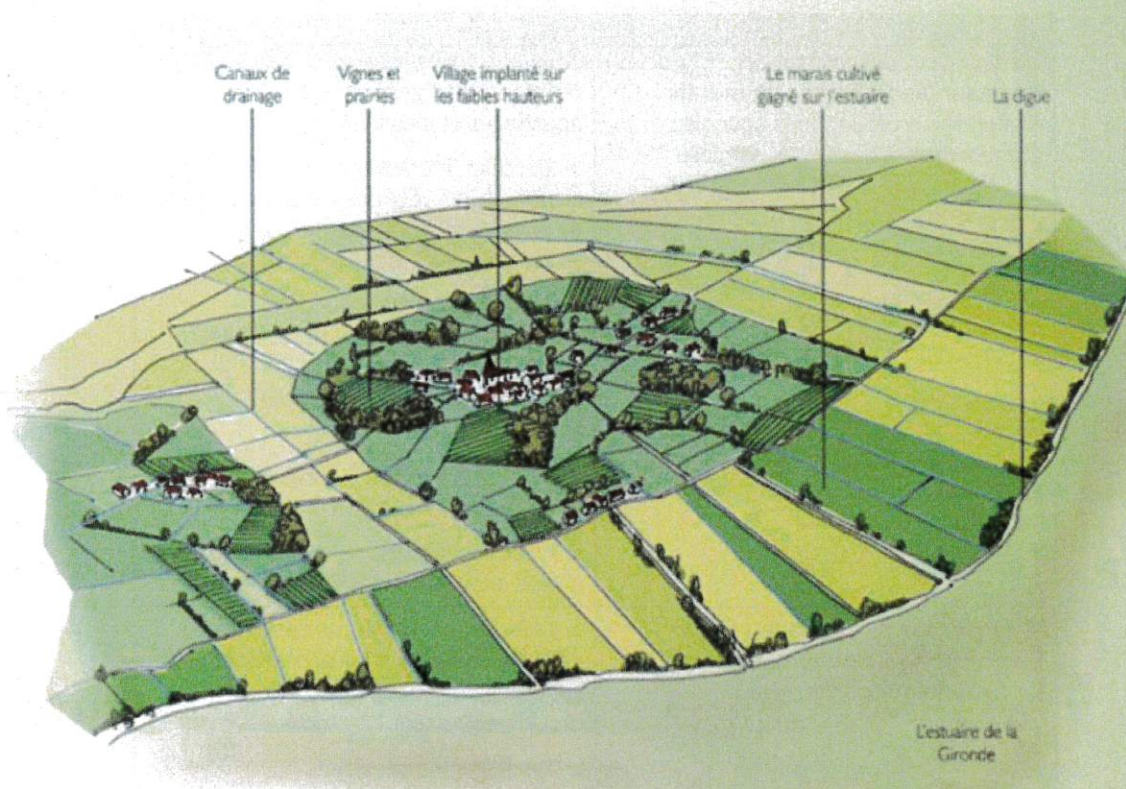 Canaux de
drainage
Vignes et
prairies
Village implanté sur
les faibles hauteurs
Le marais cultivé
gagné sur l'estuaire
La digue
L'estuaire de la
Gironde